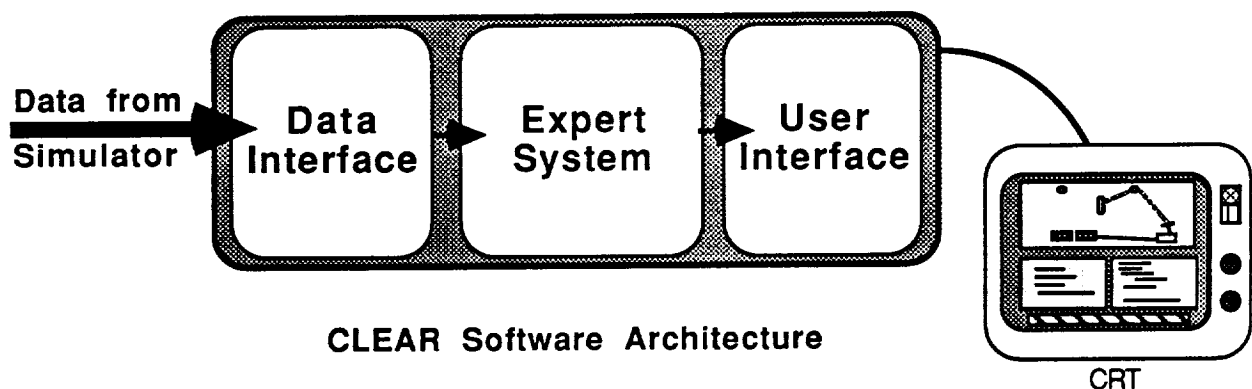 Data from
Simulator
Data
Interface
Expert
System
User
Interface
CLEAR Software Architecture
CRT